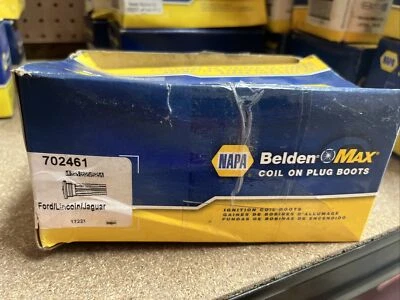 702461
Ford/Lincoln/Jaguar
17221
NAPA
Belden MAX
COIL ON PLUG BOOTS
IGNITION COIL BOOTS
GAINES DE BOBINES D'ALLUMAGE
FUNDAS DE BOBINAS DE ENCENDIDO